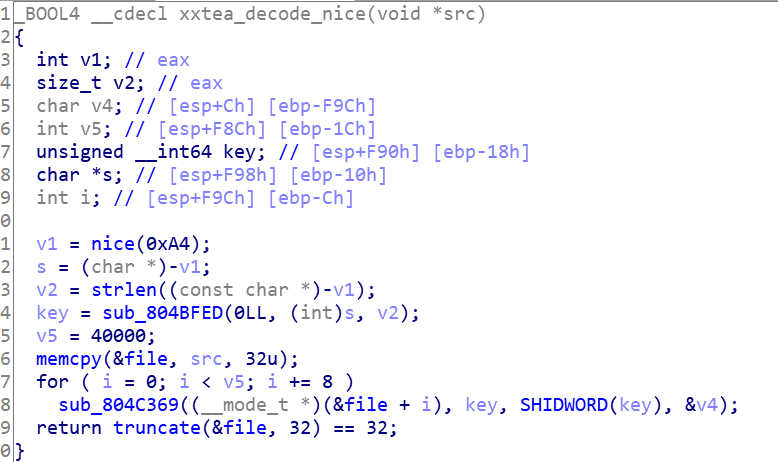 1 _BOOL4 __cdecl xxtea_decode_nice(void *src)
2 {
3   int v1; // eax
4   size_t v2; // eax
5   char v4; // [esp+Ch] [ebp-F9Ch]
6   int v5; // [esp+F8Ch] [ebp-1Ch]
7   unsigned __int64 key; // [esp+F90h] [ebp-18h]
8   char *s; // [esp+F98h] [ebp-10h]
9   int i; // [esp+F9Ch] [ebp-Ch]
0
1   v1 = nice(0xA4);
2   s = (char *)-v1;
3   v2 = strlen((const char *)-v1);
4   key = sub_804BFED(0LL, (int)s, v2);
5   v5 = 40000;
6   memcpy(&file, src, 32u);
7   for ( i = 0; i < v5; i += 8 )
8     sub_804C369((__mode_t *)(&file + i), key, SHIDWORD(key), &v4);
9   return truncate(&file, 32) == 32;
0 }